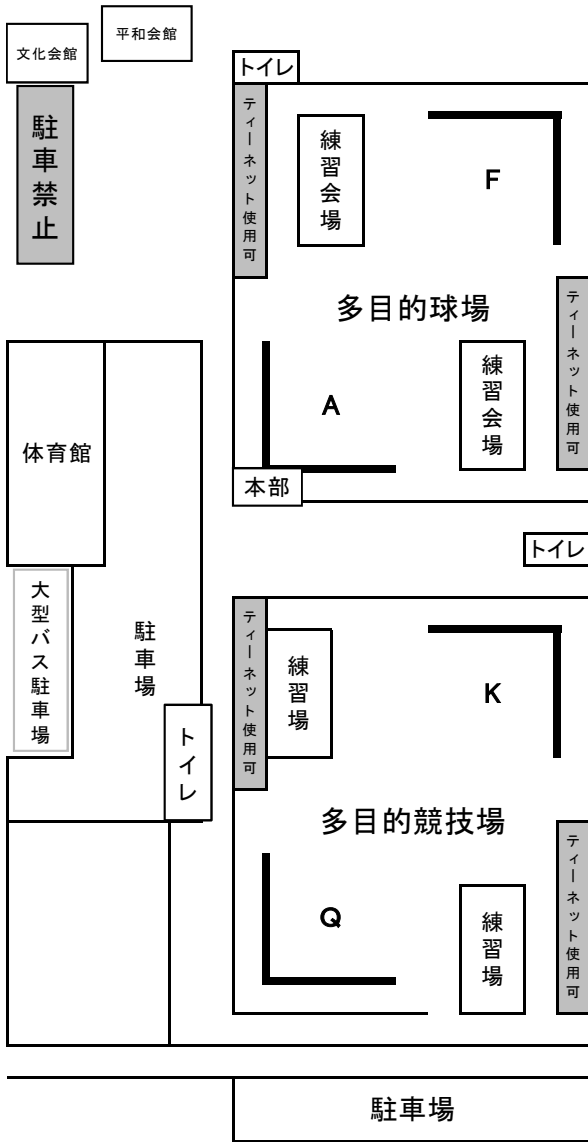 文化会館
平和会館
駐車禁止
トイレ
ティーネット使用可
練習会場
F
多目的球場
ティーネット使用可
練習会場
A
本部
体育館
トイレ
大型バス駐車場
駐車場
トイレ
ティーネット使用可
練習場
K
多目的競技場
ティーネット使用可
練習場
Q
駐車場